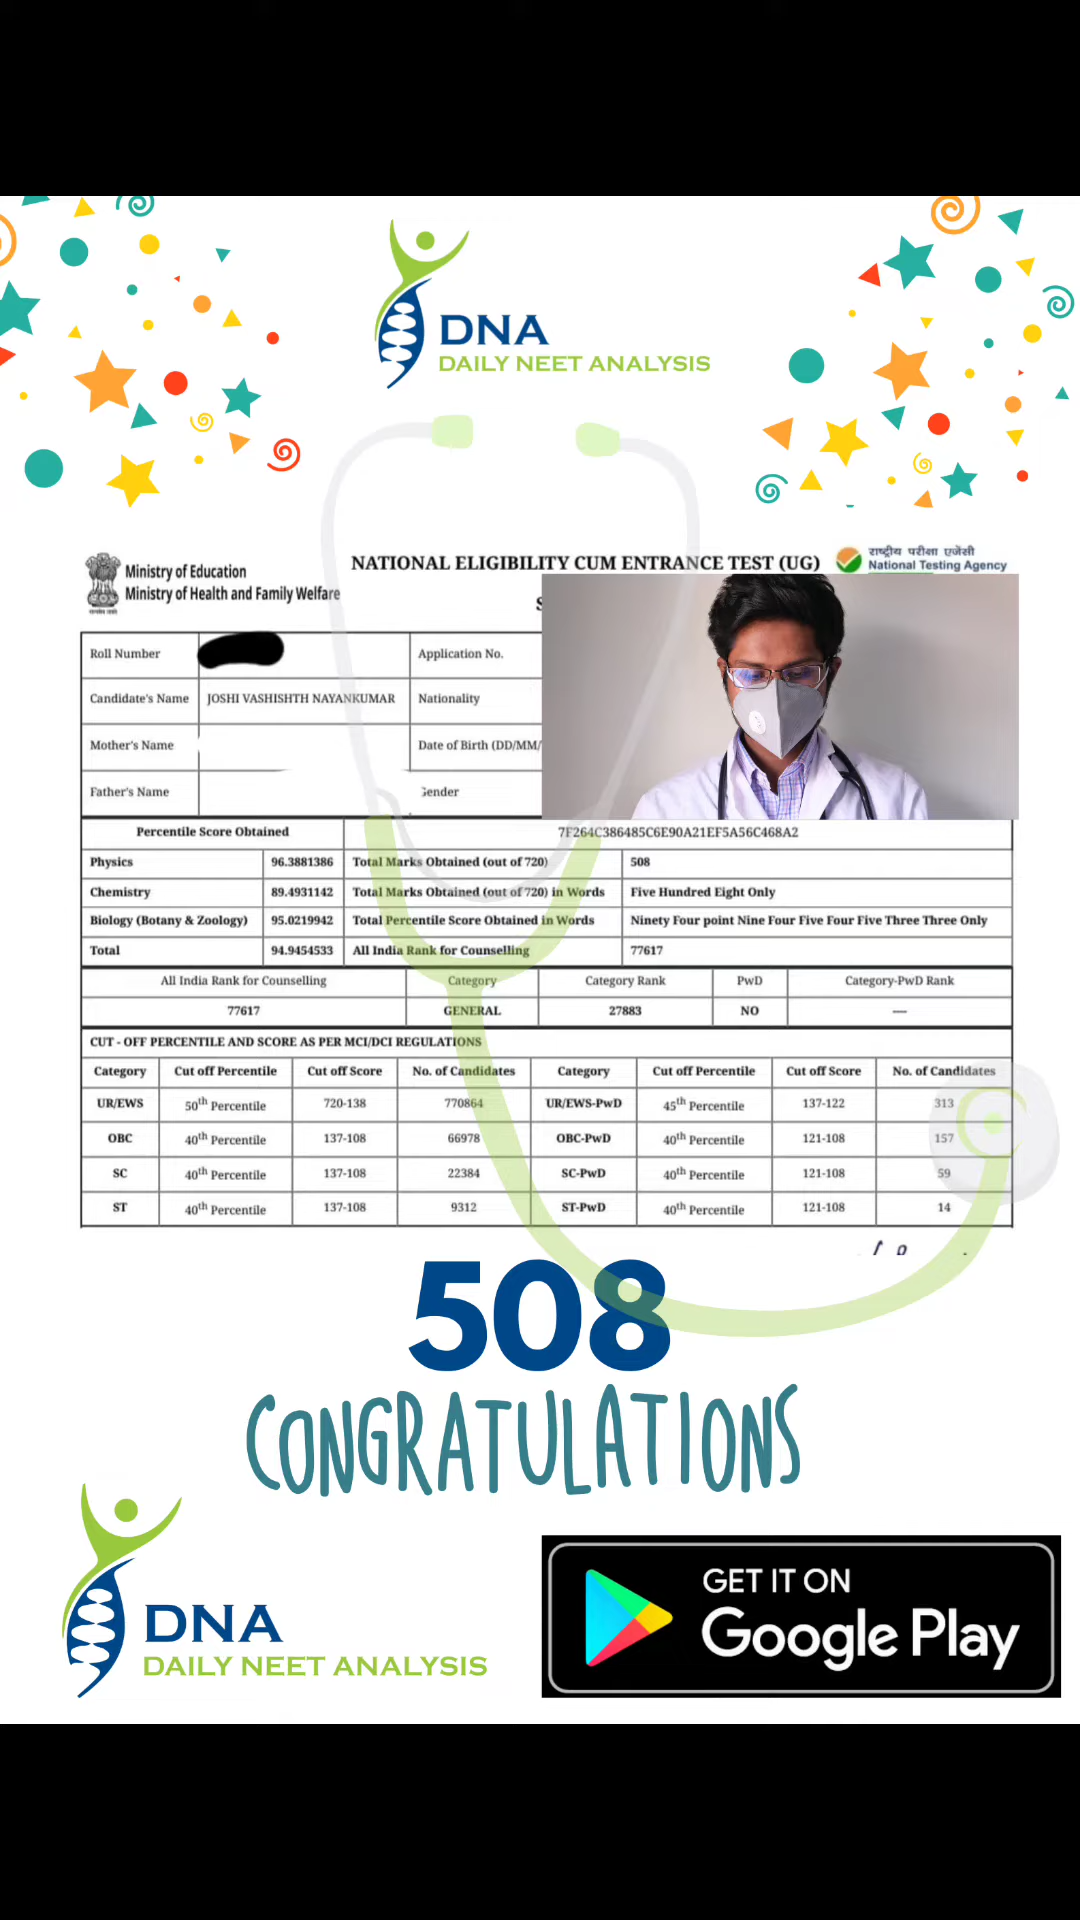 DNA
DAILY NEET ANALYSIS
NATIONAL ELIGIBILITY CUM ENTRANCE TEST (UG)
राष्ट्रीय परीक्षा एजेंसी
National Testing Agency
Ministry of Education
Ministry of Health and Family Welfare
Roll Number Application No.
Candidate's Name JOSHI VASHISHTH NAYANKUMAR Nationality
Mother's Name Date of Birth (DD/MM/
Father's Name Gender
Percentile Score Obtained 7F264C386485C6E90A21EF5A56C468A2
Physics 96.3881386 Total Marks Obtained (out of 720) 508
Chemistry 89.4931142 Total Marks Obtained (out of 720) in Words Five Hundred Eight Only
Biology (Botany & Zoology) 95.0219942 Total Percentile Score Obtained in Words Ninety Four point Nine Four Five Four Five Three Three Only
Total 94.9454533 All India Rank for Counselling 77617
All India Rank for Counselling Category Category Rank PwD Category-PwD Rank
77617 GENERAL 27883 NO —
CUT - OFF PERCENTILE AND SCORE AS PER MCI/DCI REGULATIONS
Category Cut off Percentile Cut off Score No. of Candidates Category Cut off Percentile Cut off Score No. of Candidates
UR/EWS 50th Percentile 720-138 770864 UR/EWS-PwD 45th Percentile 137-122 313
OBC 40th Percentile 137-108 66978 OBC-PwD 40th Percentile 121-108 157
SC 40th Percentile 137-108 22384 SC-PwD 40th Percentile 121-108 59
ST 40th Percentile 137-108 9312 ST-PwD 40th Percentile 121-108 14
508
CONGRATULATIONS
DNA
DAILY NEET ANALYSIS
GET IT ON
Google Play